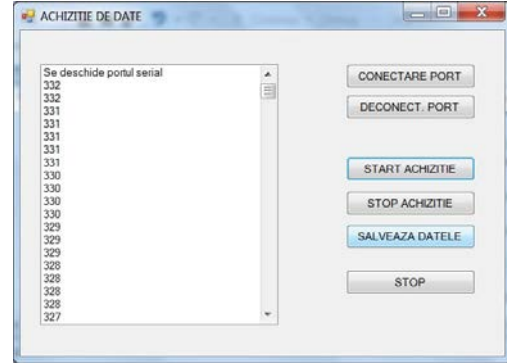 ACHIZITIE DE DATE
Se deschide portul serial
332
332
331
331
331
331
331
330
330
330
330
329
329
329
328
328
328
328
327
CONECTARE PORT
DECONECT. PORT
START ACHIZITIE
STOP ACHIZITIE
SALVEAZA DATELE
STOP